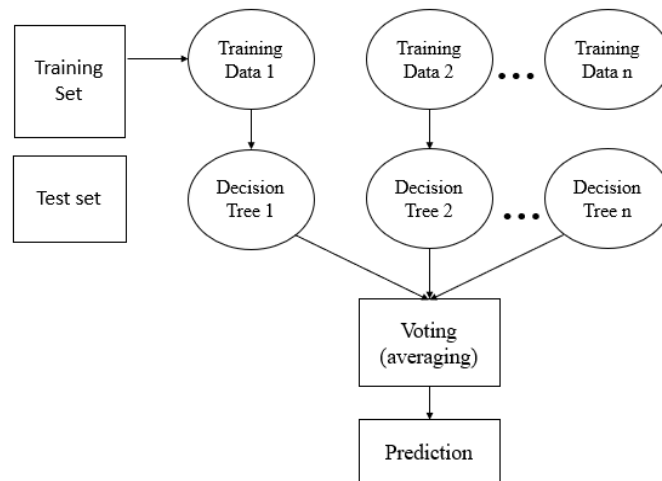 Training
Set
Training
Data 1
Training
Data 2
...
Training
Data n
Test set
Decision
Tree 1
Decision
Tree 2
...
Decision
Tree n
Voting
(averaging)
Prediction